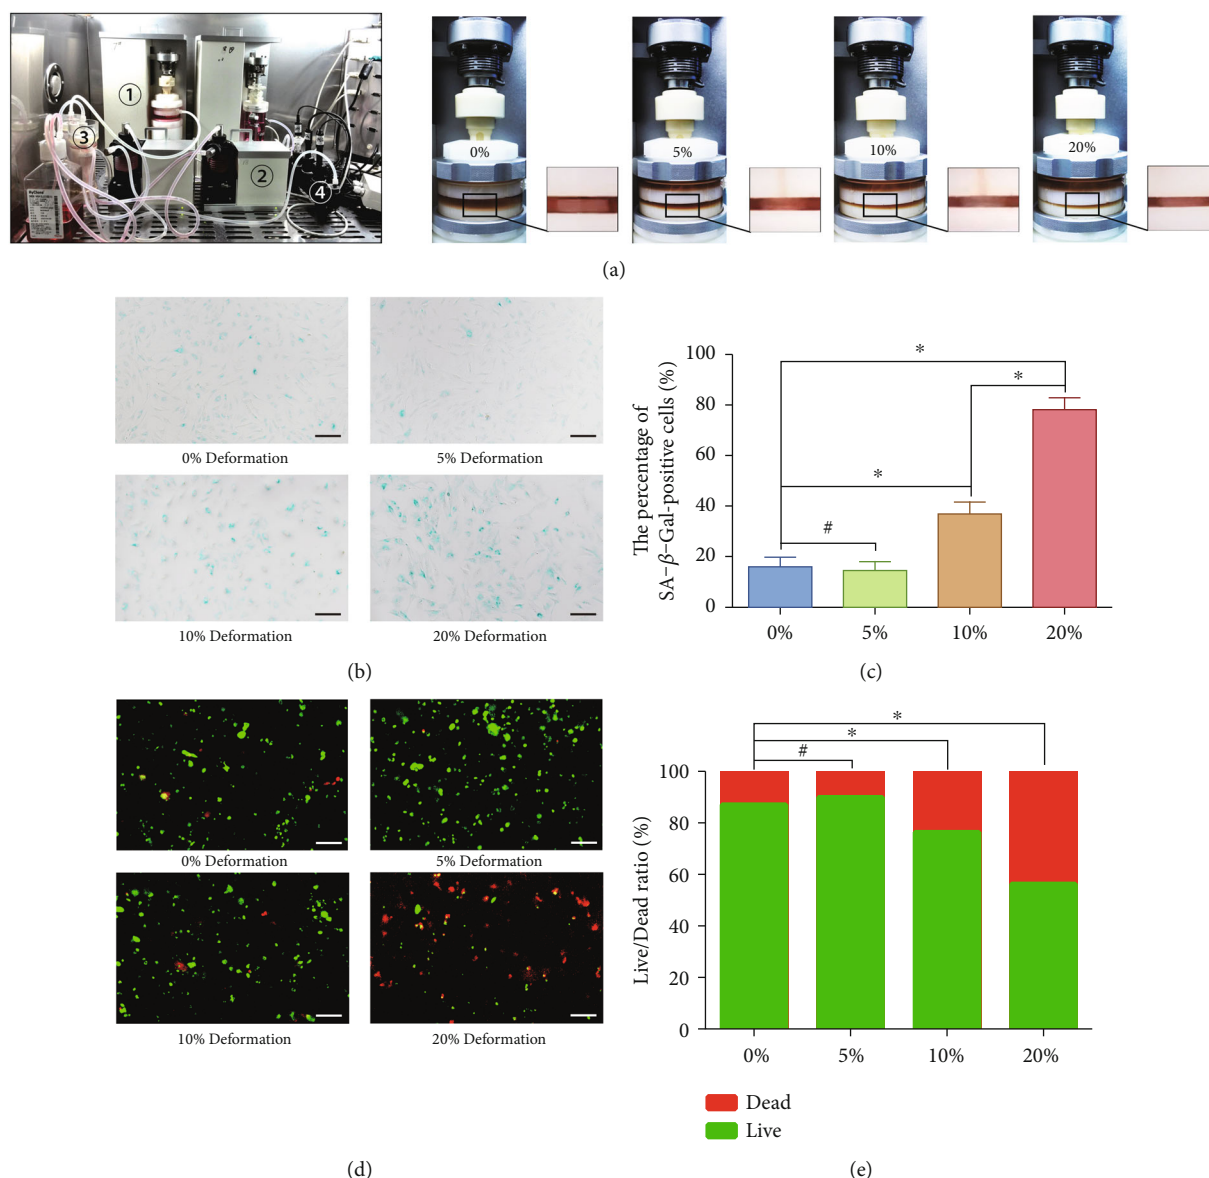 ①
②
③
④
0%
5%
10%
20%
(a)
0% Deformation
5% Deformation
10% Deformation
20% Deformation
(b)
The percentage of
SA–β–Gal-positive cells (%)
100
80
60
40
20
0
*
*
*
#
0%
5%
10%
20%
(c)
0% Deformation
5% Deformation
10% Deformation
20% Deformation
(d)
Live/Dead ratio (%)
100
80
60
40
20
0
*
*
#
0%
5%
10%
20%
Dead
Live
(e)